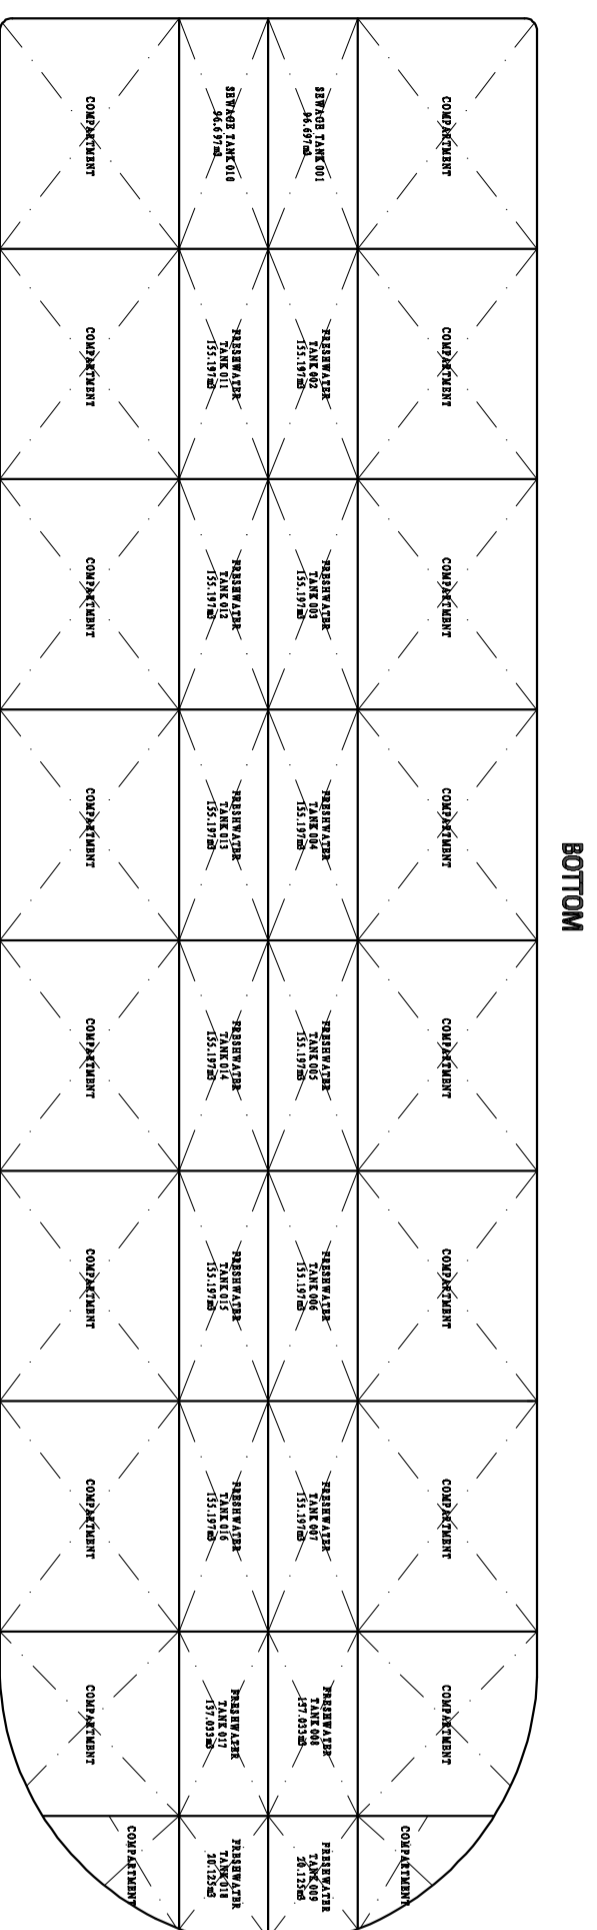 BOTTOM
COMPARTMENT
COMPARTMENT
COMPARTMENT
COMPARTMENT
COMPARTMENT
COMPARTMENT
COMPARTMENT
COMPARTMENT
COMPARTMENT
SEWAGE TANK 001
96.697m3
FRESHWATER
TANK 002
155.197m3
FRESHWATER
TANK 003
155.197m3
FRESHWATER
TANK 004
155.197m3
FRESHWATER
TANK 005
155.197m3
FRESHWATER
TANK 006
155.197m3
FRESHWATER
TANK 007
155.197m3
FRESHWATER
TANK 008
137.033m3
FRESHWATER
TANK 009
20.125m3
SEWAGE TANK 010
96.697m3
FRESHWATER
TANK 011
155.197m3
FRESHWATER
TANK 012
155.197m3
FRESHWATER
TANK 013
155.197m3
FRESHWATER
TANK 014
155.197m3
FRESHWATER
TANK 015
155.197m3
FRESHWATER
TANK 016
155.197m3
FRESHWATER
TANK 017
137.033m3
FRESHWATER
TANK 018
20.125m3
COMPARTMENT
COMPARTMENT
COMPARTMENT
COMPARTMENT
COMPARTMENT
COMPARTMENT
COMPARTMENT
COMPARTMENT
COMPARTMENT